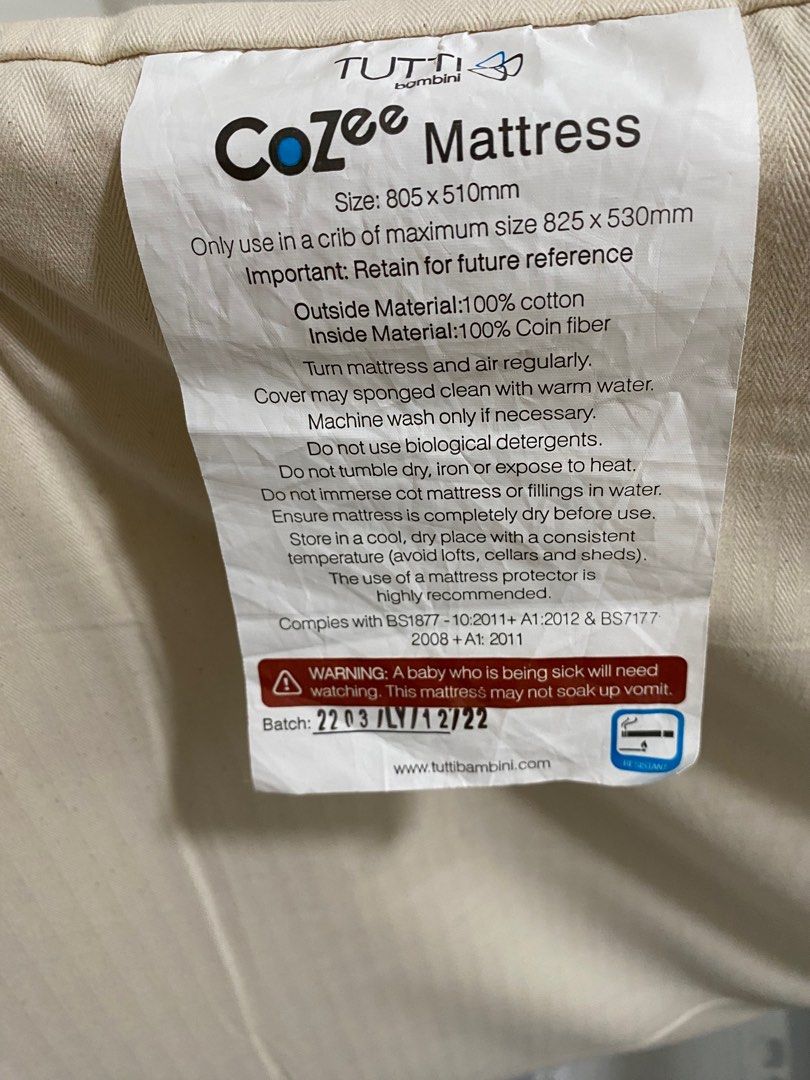 TUTTI
bambini
CoZee Mattress
Size: 805 x 510mm
Only use in a crib of maximum size 825 x 530mm
Important: Retain for future reference
Outside Material:100% cotton
Inside Material:100% Coin fiber
Turn mattress and air regularly.
Cover may sponged clean with warm water.
Machine wash only if necessary.
Do not use biological detergents.
Do not tumble dry, iron or expose to heat.
Do not immerse cot mattress or fillings in water.
Ensure mattress is completely dry before use.
Store in a cool, dry place with a consistent
temperature (avoid lofts, cellars and sheds).
The use of a mattress protector is
highly recommended.
Compies with BS1877 -10:2011+ A1:2012 & BS7177:
2008 +A1: 2011
WARNING: A baby who is being sick will need
watching. This mattress may not soak up vomit.
Batch: 2203/LY/12/22
RESISTANT
www.tuttibambini.com